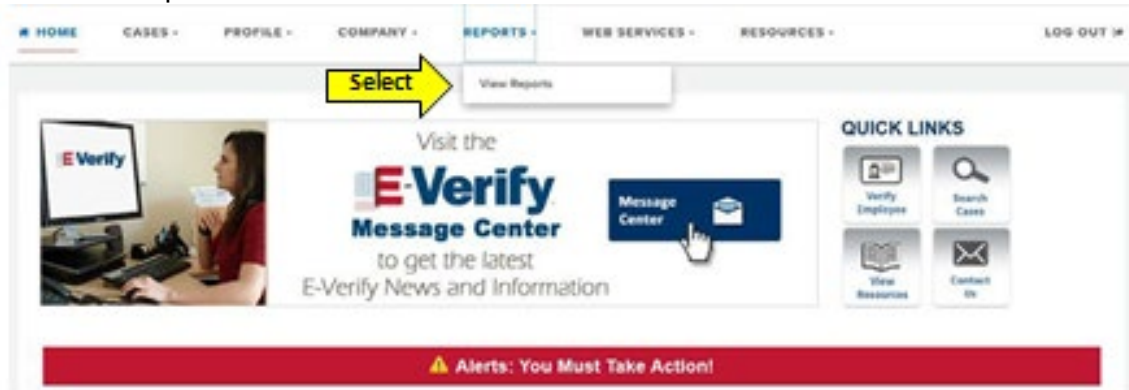 HOME CASES - PROFILE - COMPANY - REPORTS - WEB SERVICES - RESOURCES - LOG OUT
Select
View Reports
E-Verify
Visit the
E-Verify
Message Center
to get the latest
E-Verify News and Information
Message
Center
QUICK LINKS
Verify
Employee
Search
Cases
View
Resources
Contact
Us
Alerts: You Must Take Action!